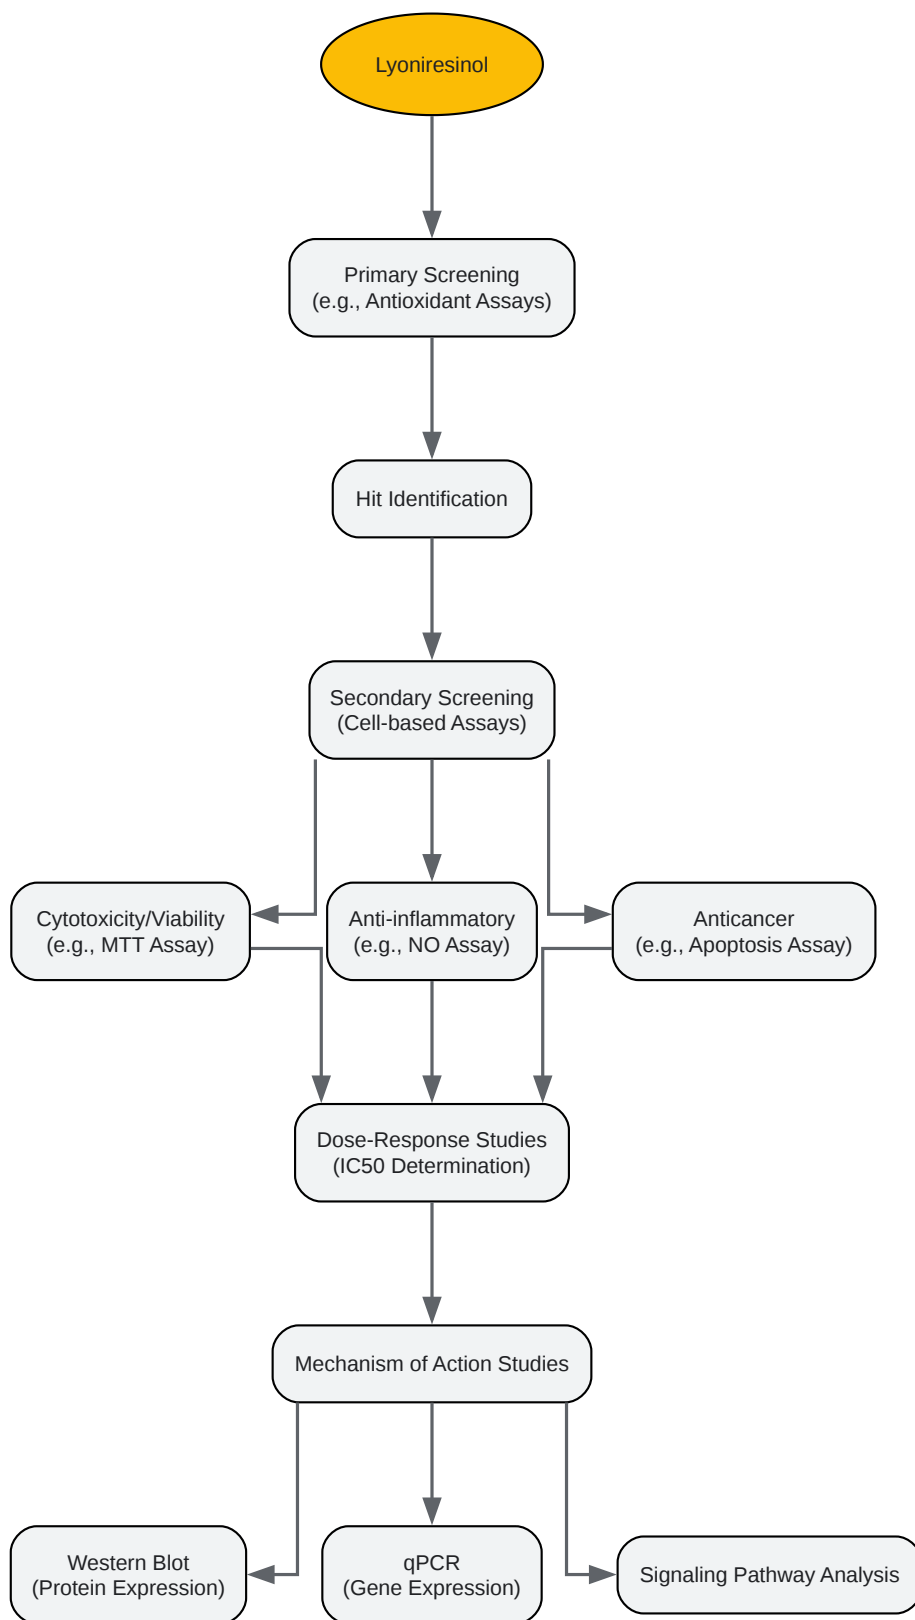 Lyoniresinol
Primary Screening
(e.g., Antioxidant Assays)
Hit Identification
Secondary Screening
(Cell-based Assays)
Cytotoxicity/Viability
(e.g., MTT Assay)
Anti-inflammatory
(e.g., NO Assay)
Anticancer
(e.g., Apoptosis Assay)
Dose-Response Studies
(IC50 Determination)
Mechanism of Action Studies
Western Blot
(Protein Expression)
qPCR
(Gene Expression)
Signaling Pathway Analysis